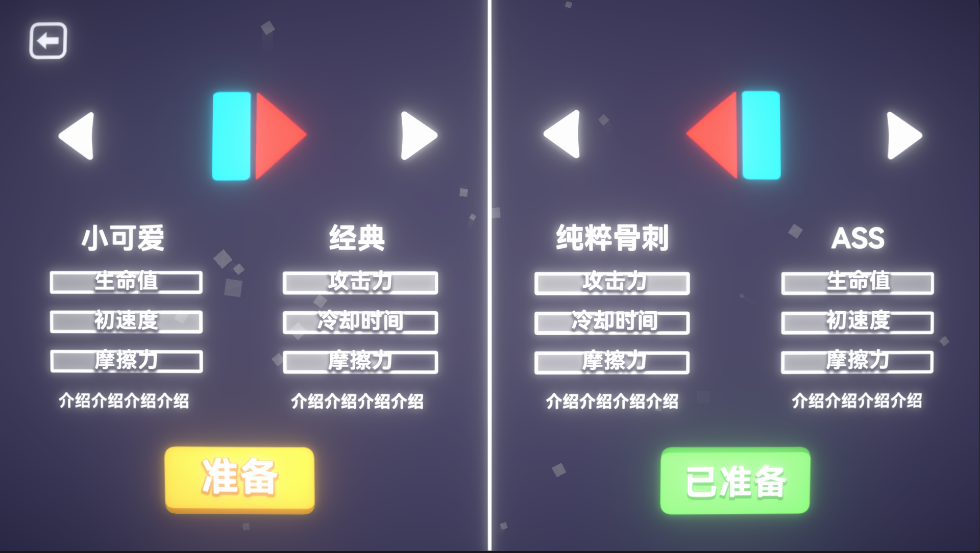 小可爱
生命值
初速度
摩擦力
介绍介绍介绍介绍
经典
攻击力
冷却时间
摩擦力
介绍介绍介绍介绍
准备
纯粹骨刺
攻击力
冷却时间
摩擦力
介绍介绍介绍介绍
ASS
生命值
初速度
摩擦力
介绍介绍介绍介绍
已准备